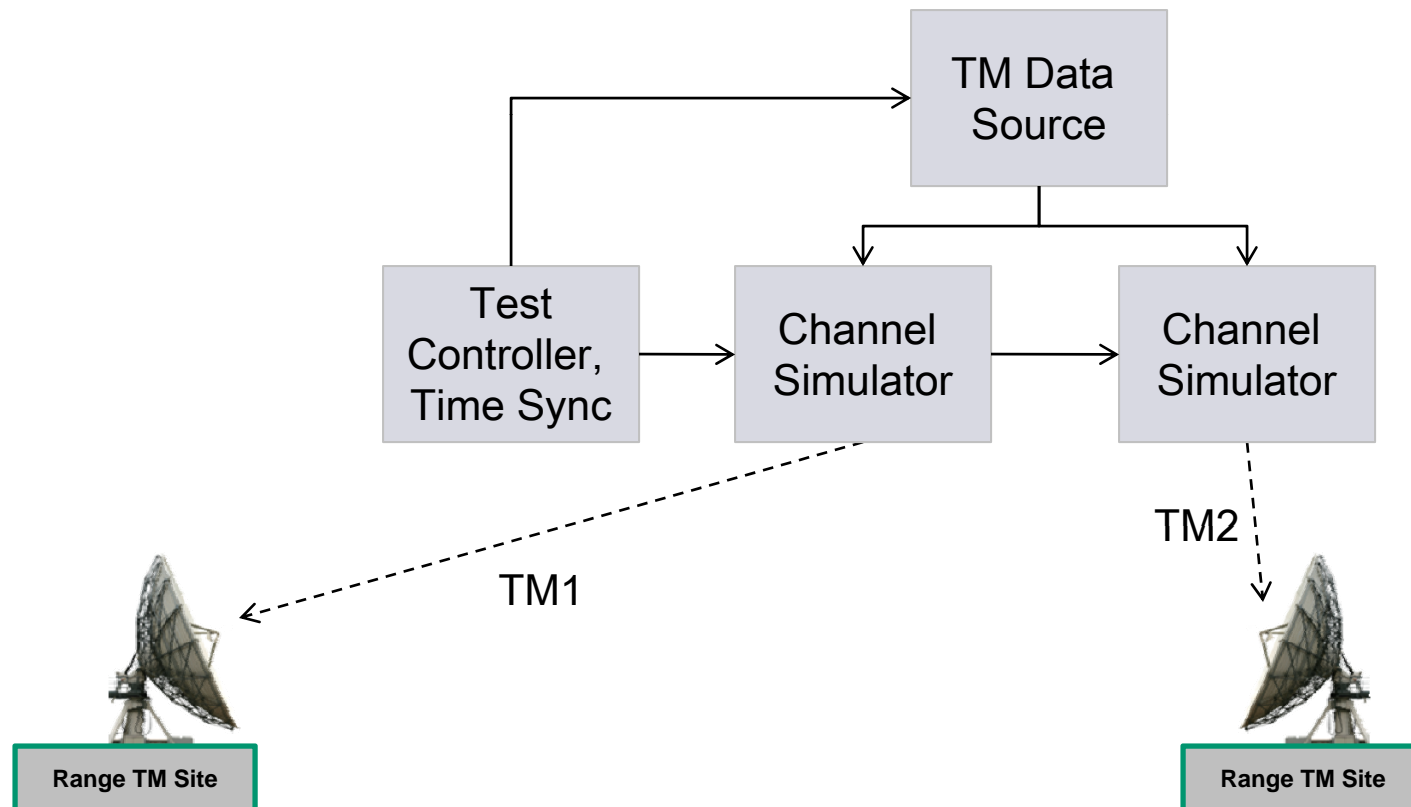 TM Data
Source
Test
Controller,
Time Sync
Channel
Simulator
Channel
Simulator
TM1
TM2
Range TM Site
Range TM Site